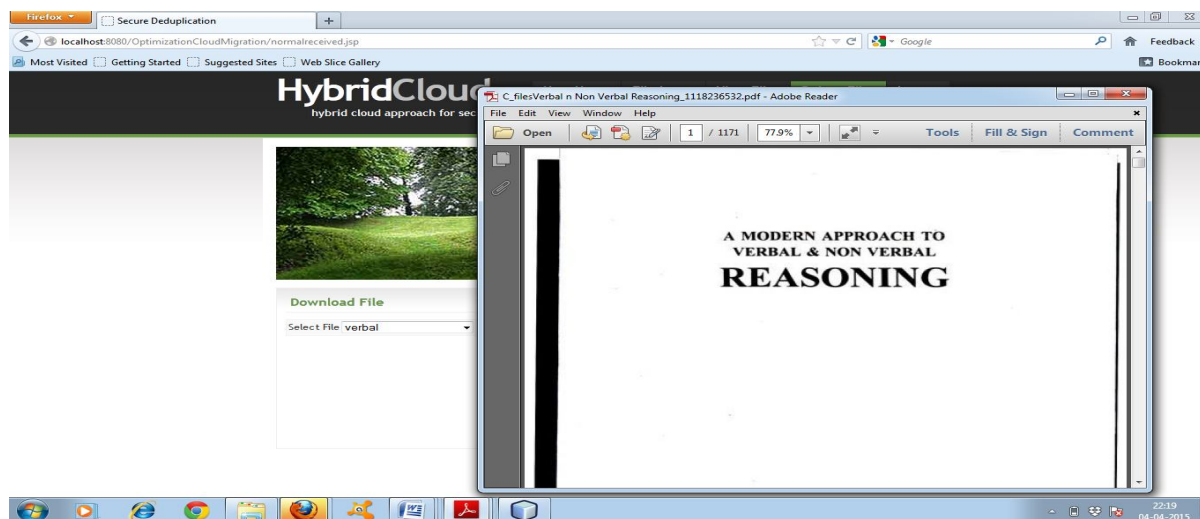 Firefox
Secure Deduplication
localhost:8080/OptimizationCloudMigration/normalreceived.jsp
Google
Feedback
Most Visited Getting Started Suggested Sites Web Slice Gallery
Bookmar
HybridCloud
hybrid cloud approach for sec
Download File
Select File verbal
C_filesVerbal n Non Verbal Reasoning_1118236532.pdf - Adobe Reader
File Edit View Window Help
Open 1 / 1171 77.9% Tools Fill & Sign Comment
A MODERN APPROACH TO
VERBAL & NON VERBAL
REASONING
22:19
04-04-2015